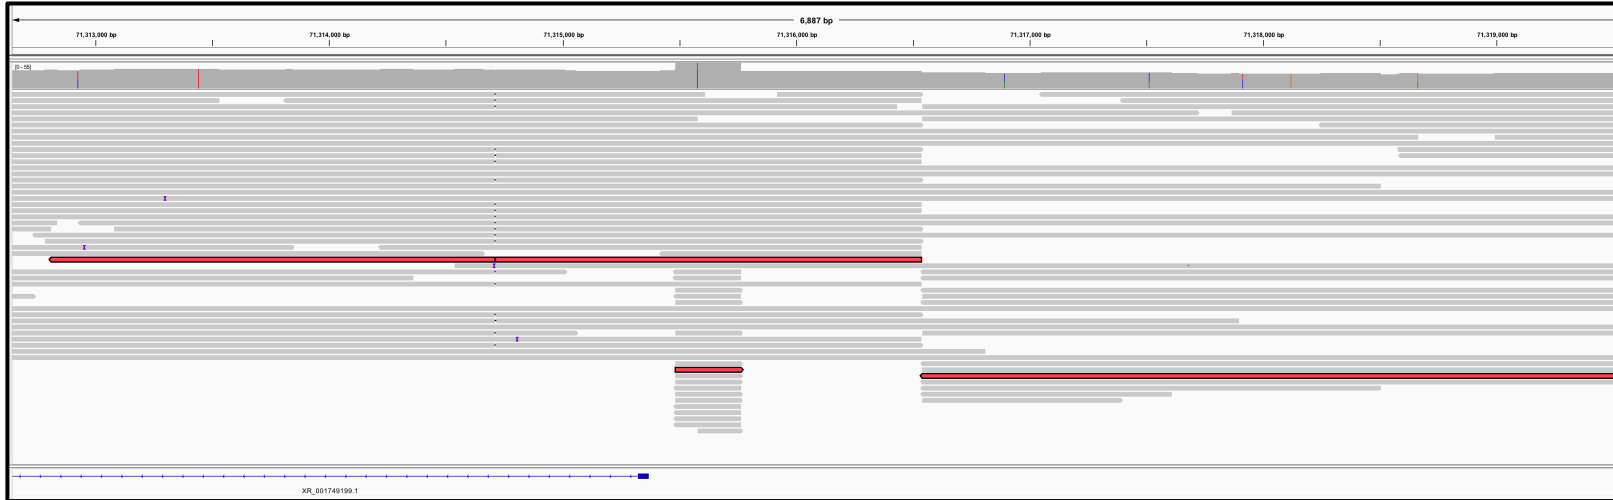 6,887 bp
71,313,000 bp 71,314,000 bp 71,315,000 bp 71,316,000 bp 71,317,000 bp 71,318,000 bp 71,319,000 bp
[0 - 55]
XR_001749199.1